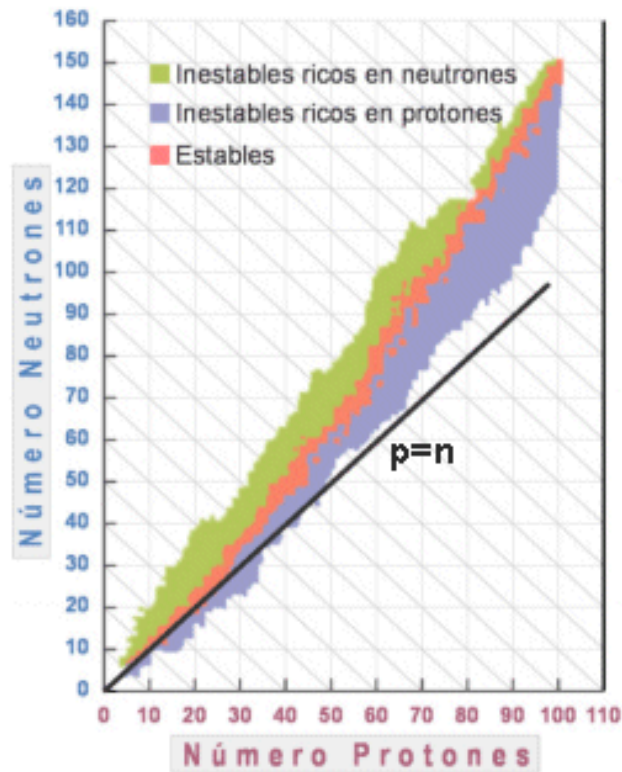 160
150
140
130
120
110
100
90
80
70
60
50
40
30
20
10
0
Inestables ricos en neutrones
Inestables ricos en protones
Estables
Número Neutrones
p=n
0 10 20 30 40 50 60 70 80 90 100 110
Número Protones